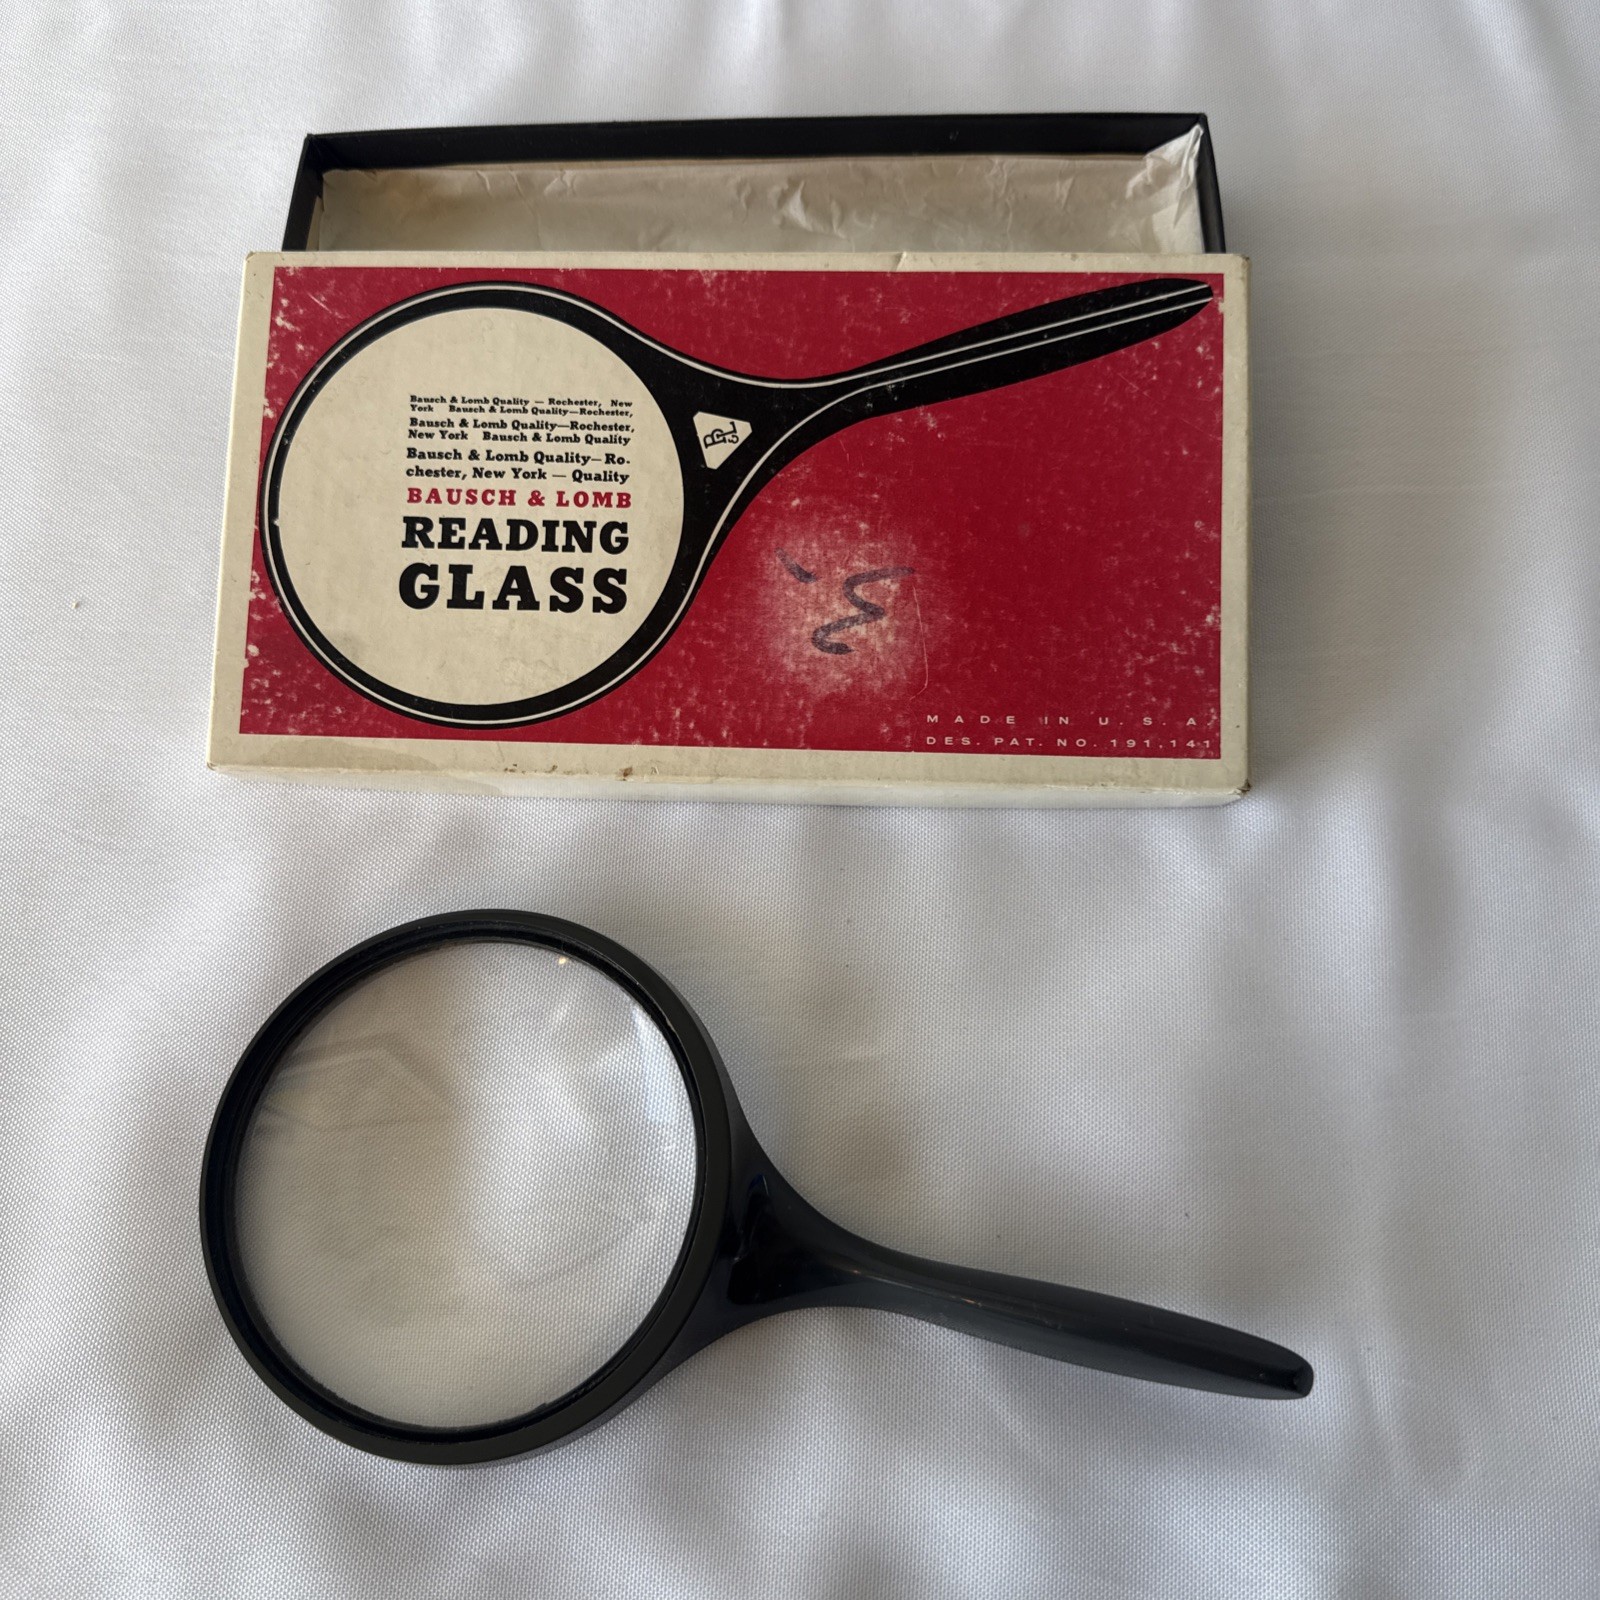 Bausch & Lomb Quality — Rochester, New
York Bausch & Lomb Quality—Rochester,
Bausch & Lomb Quality—Rochester,
New York Bausch & Lomb Quality
Bausch & Lomb Quality—Ro-
chester, New York — Quality
BAUSCH & LOMB
READING
GLASS
MADE IN U.S.A.
DES. PAT. NO. 191,141